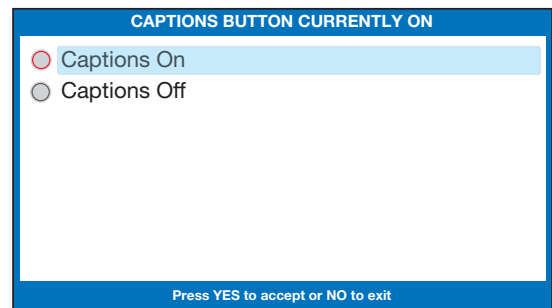 CAPTIONS BUTTON CURRENTLY ON
Captions On
Captions Off
Press YES to accept or NO to exit